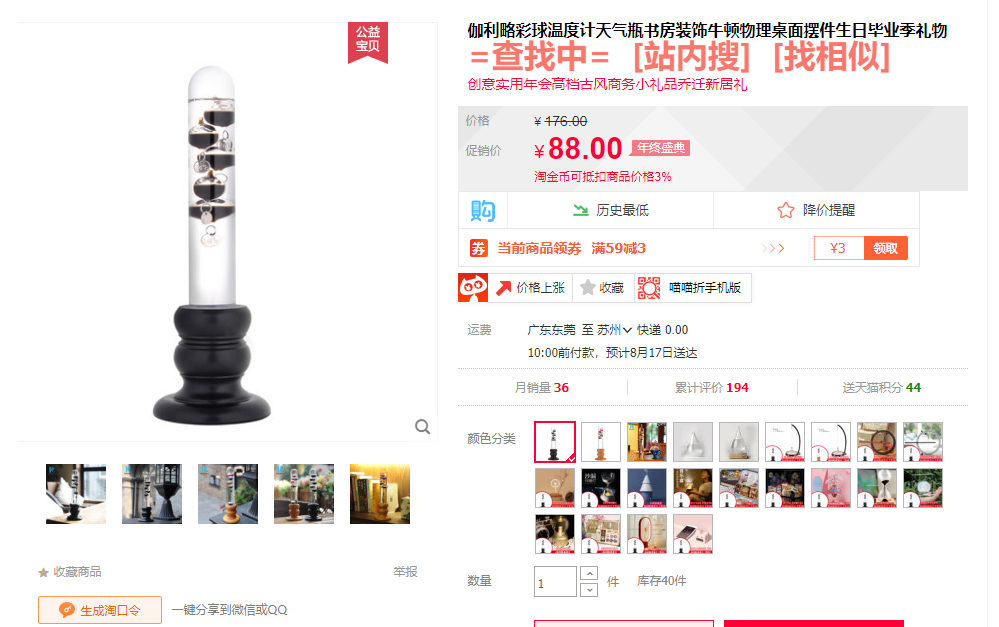 公益
宝贝
伽利略彩球温度计天气瓶书房装饰牛顿物理桌面摆件生日毕业季礼物
=查找中= [站内搜] [找相似]
创意实用年会高档古风商务小礼品乔迁新居礼
价格 ¥ 176.00
促销价 ¥ 88.00 年终盛典
淘金币可抵扣商品价格3%
购 历史最低 降价提醒
券 当前商品领券 满59减3 ¥3 领取
价格上涨 收藏 喵喵折手机版
运费 广东东莞 至 苏州 快递 0.00
10:00前付款，预计8月17日送达
月销量 36 累计评价 194 送天猫积分 44
颜色分类
数量 1 件 库存40件
收藏商品 举报
生成淘口令 一键分享到微信或QQ